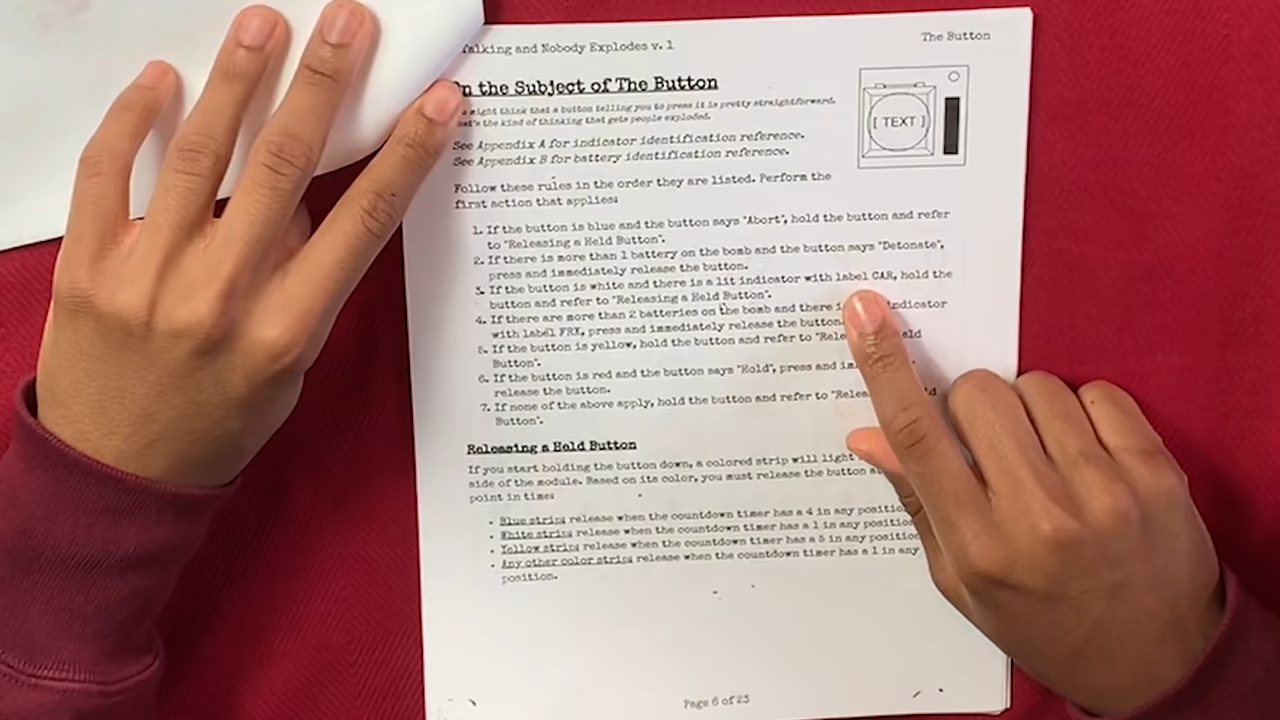 Talking and Nobody Explodes v. 1
The Button
On the Subject of The Button
might think that a button telling you to press it is pretty straightforward.
That's the kind of thinking that gets people exploded.
See Appendix A for indicator identification reference.
See Appendix B for battery identification reference.
[ TEXT ]
Follow these rules in the order they are listed. Perform the
first action that applies:
1. If the button is blue and the button says "Abort", hold the button and refer
to "Releasing a Held Button".
2. If there is more than 1 battery on the bomb and the button says "Detonate",
press and immediately release the button.
3. If the button is white and there is a lit indicator with label CAR, hold the
button and refer to "Releasing a Held Button".
4. If there are more than 2 batteries on the bomb and there indicator
with label FRK, press and immediately release the button.
5. If the button is yellow, hold the button and refer to
Button".
6. If the button is red and the button says "Hold", press and
release the button.
7. If none of the above apply, hold the button and refer to
Button".
Releasing a Held Button
If you start holding the button down, a colored strip will light
side of the module. Based on its color, you must release the button
point in time:
• Blue strip: release when the countdown timer has a 4 in any position
• White strip: release when the countdown timer has a 1 in any position
• Yellow strip: release when the countdown timer has a 5 in any position
• Any other color strip: release when the countdown timer has a 1 in any
position.
Page 6 of 23